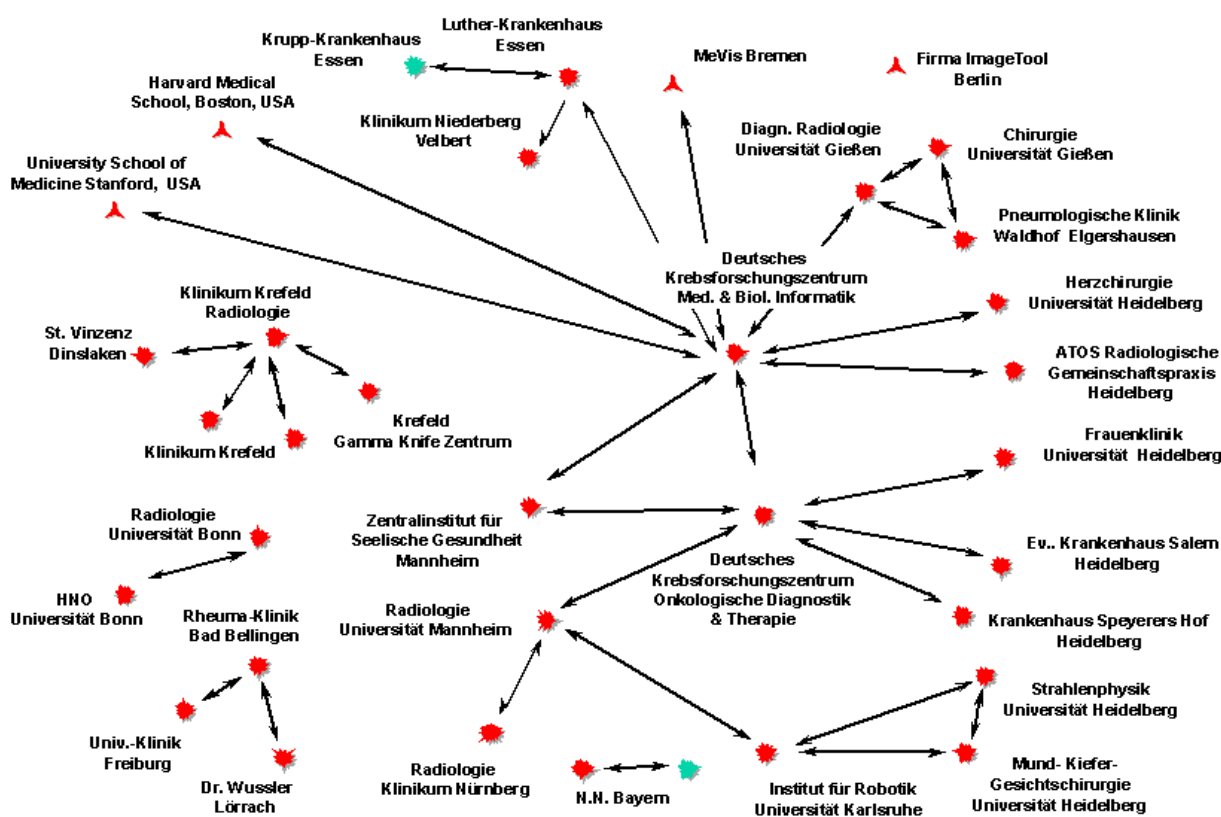 Luther-Krankenhaus
Essen
Krupp-Krankenhaus
Essen
MeVis Bremen
Firma ImageTool
Berlin
Harvard Medical
School, Boston, USA
Klinikum Niederberg
Velbert
Diagn. Radiologie
Universität Gießen
Chirurgie
Universität Gießen
University School of
Medicine Stanford, USA
Pneumologische Klinik
Waldhof Elgershausen
Deutsches
Krebsforschungszentrum
Med. & Biol. Informatik
Herzchirurgie
Universität Heidelberg
Klinikum Krefeld
Radiologie
St. Vinzenz
Dinslaken
ATOS Radiologische
Gemeinschaftspraxis
Heidelberg
Krefeld
Gamma Knife Zentrum
Klinikum Krefeld
Frauenklinik
Universität Heidelberg
Radiologie
Universität Bonn
Zentralinstitut für
Seelische Gesundheit
Mannheim
Deutsches
Krebsforschungszentrum
Onkologische Diagnostik
& Therapie
Ev.. Krankenhaus Salem
Heidelberg
HNO
Universität Bonn
Rheuma-Klinik
Bad Bellingen
Radiologie
Universität Mannheim
Krankenhaus Speyerers Hof
Heidelberg
Strahlenphysik
Universität Heidelberg
Univ.-Klinik
Freiburg
Dr. Wussler
Lörrach
Radiologie
Klinikum Nürnberg
N.N. Bayern
Institut für Robotik
Universität Karlsruhe
Mund- Kiefer-
Gesichtschirurgie
Universität Heidelberg